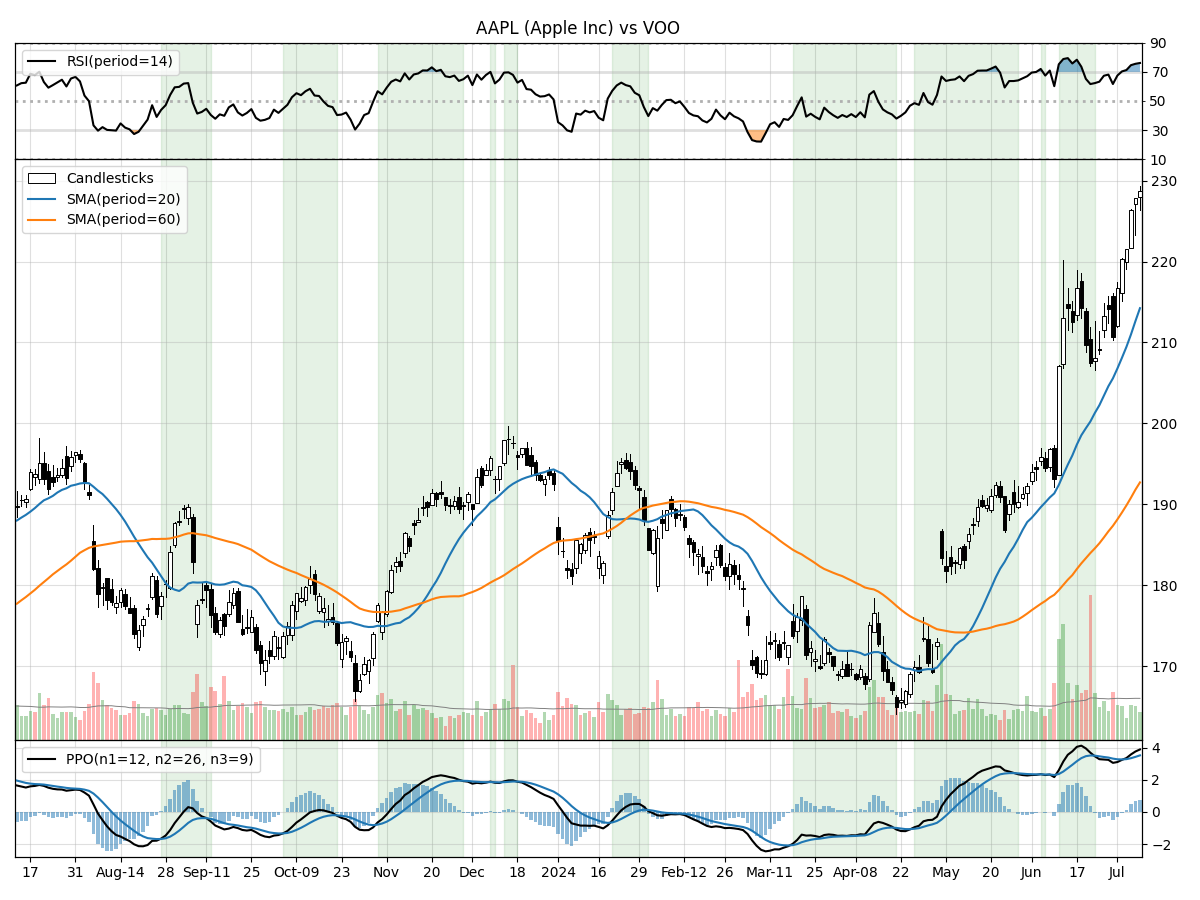 AAPL (Apple Inc) vs VOO
RSI(period=14)
90
70
50
30
10
Candlesticks
SMA(period=20)
SMA(period=60)
230
220
210
200
190
180
170
PPO(n1=12, n2=26, n3=9)
4
2
0
−2
17 31 Aug-14 28 Sep-11 25 Oct-09 23 Nov 20 Dec 18 2024 16 29 Feb-12 26 Mar-11 25 Apr-08 22 May 20 Jun 17 Jul